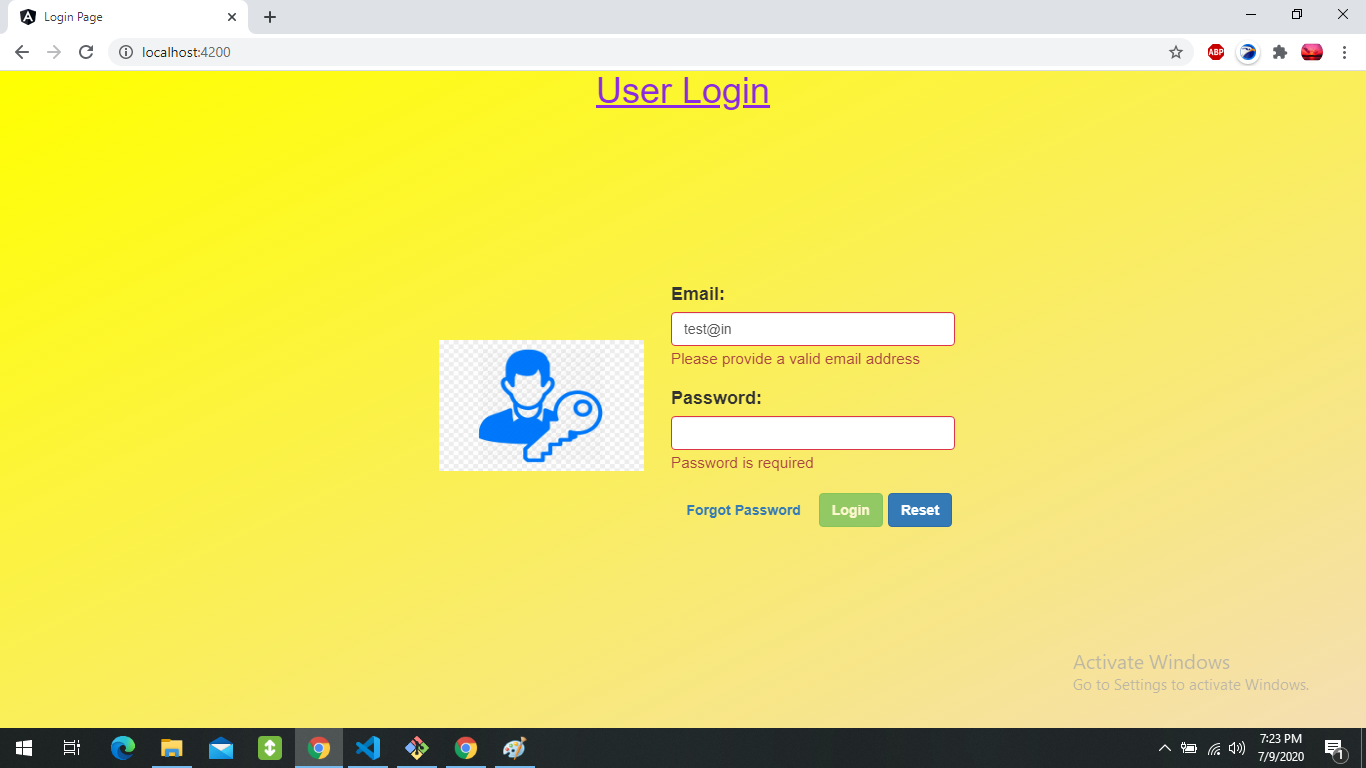 Login Page
localhost:4200
ABP
User Login
Email:
test@in
Please provide a valid email address
Password:
Password is required
Forgot Password Login Reset
Activate Windows
Go to Settings to activate Windows.
7:23 PM
7/9/2020
1